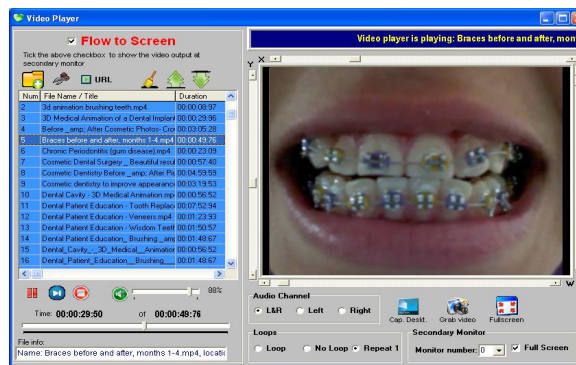 Video Player
Flow to Screen
Tick the above checkbox to show the video output at
secondary monitor
URL
Num File Name / Title Duration
2 3d animation brushing teeth.mp4 00:00:08:97
3 3D Medical Animation of a Dental Implant 00:00:29:96
4 Before _amp; After Cosmetic Photos- Cro 00:03:05:28
5 Braces before and after, months 1-4.mp4 00:00:49:76
6 Chronic Periodontitis (gum disease).mp4 00:00:23:09
7 Cosmetic Dental Surgery _ Beautiful resul 00:00:57:40
8 Cosmetic Dentistry Before _amp; After Pic 00:04:59:59
9 Cosmetic dentistry to improve appearanc 00:03:19:53
10 Dental Cavity - 3D Medical Animation.mp 00:00:56:52
11 Dental Patient Education - Tooth Replac 00:07:52:94
12 Dental Patient Education - Veneers.mp4 00:01:23:93
13 Dental Patient Education - Wisdom Teeth 00:01:50:57
14 Dental Patient Education_ Brushing _am 00:01:48:67
15 Dental_Cavity_-_3D_Medical__Animation 00:00:56:52
16 Dental_Patient_Education__Brushing__ 00:01:48:67
88%
Time: 00:00:29:50 of 00:00:49:76
File info:
Name: Braces before and after, months 1-4.mp4, locatio
Video player is playing: Braces before and after, mon
X
Y
W
Audio Channel
L&R Left Right
Cap. Deskt. Grab video Fullscreen
Loops
Loop No Loop Repeat 1
Secondary Monitor
Monitor number: 0 Full Screen